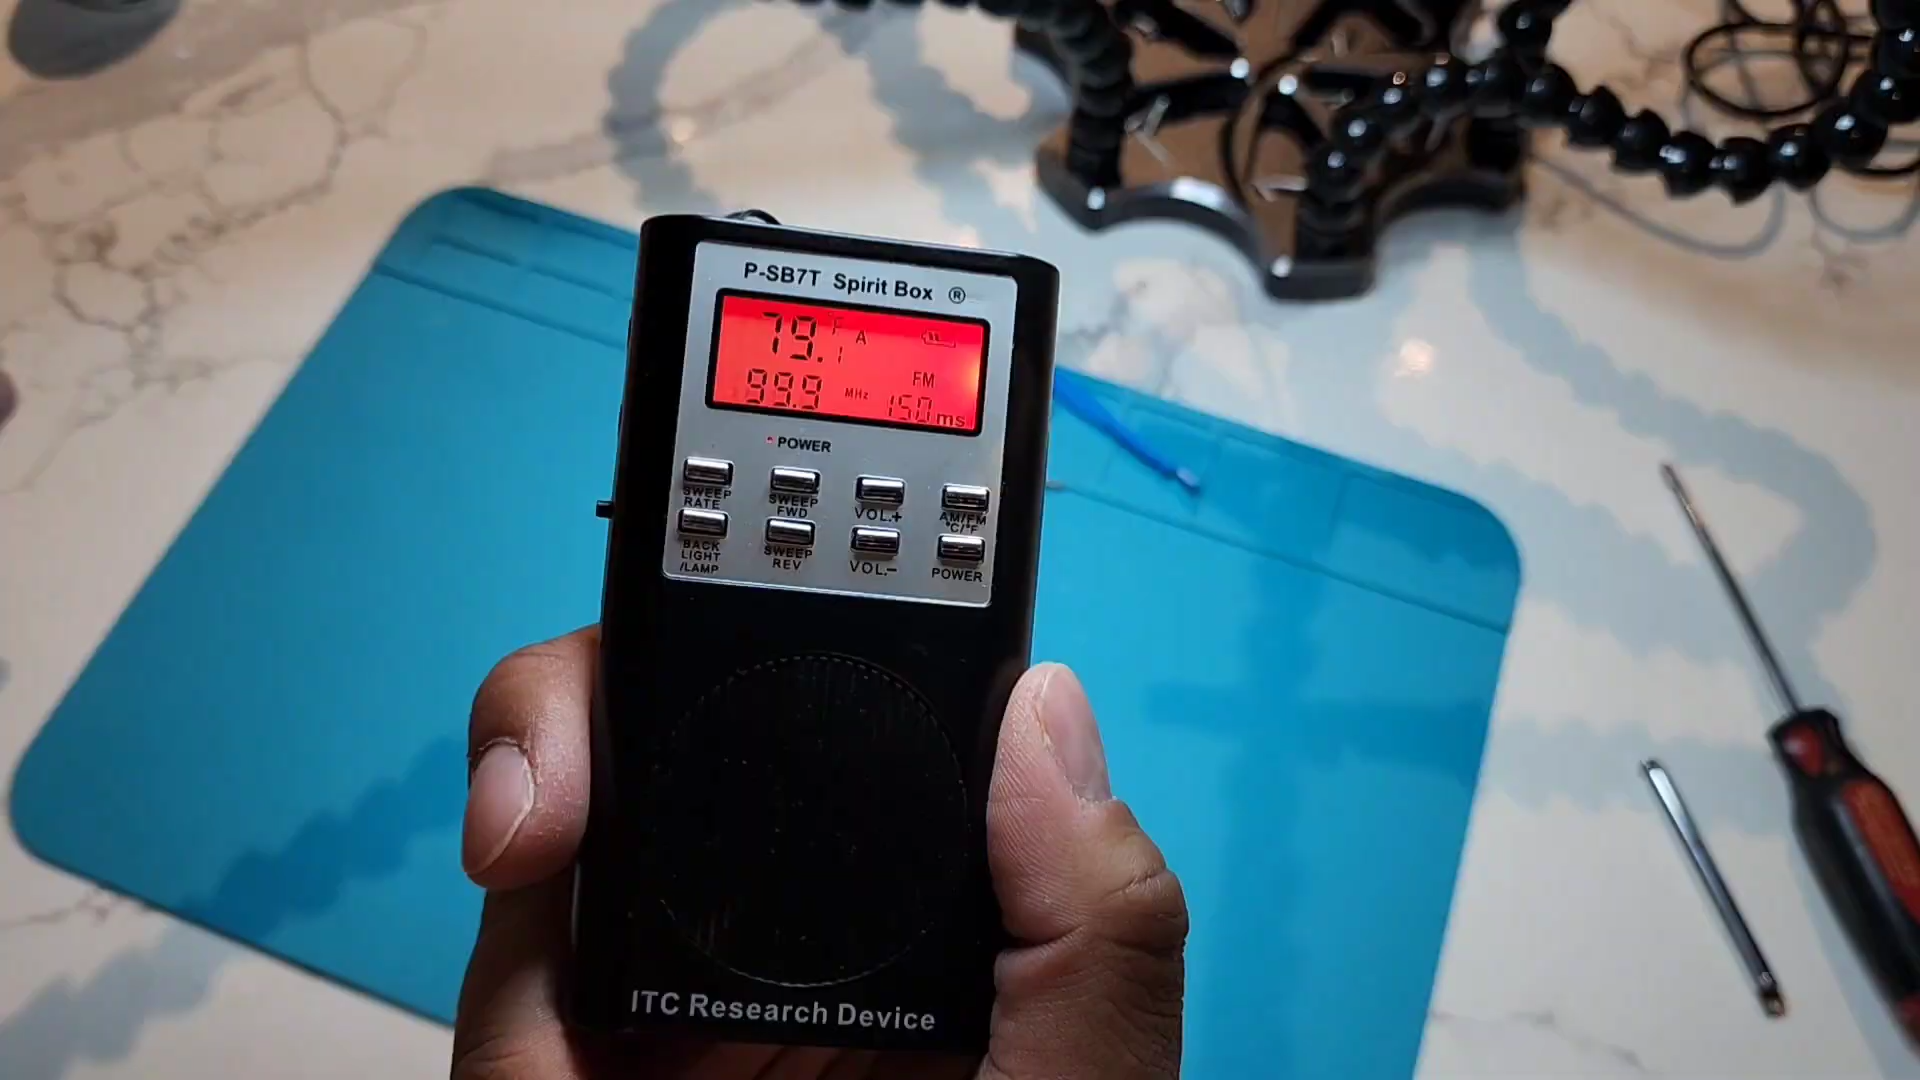 P-SB7T Spirit Box ®
79.1 °F A
FM
99.9 MHz 150 ms
POWER
SWEEP RATE
SWEEP FWD
VOL.+
AM/FM °C/°F
BACK LIGHT /LAMP
SWEEP REV
VOL.-
POWER
ITC Research Device